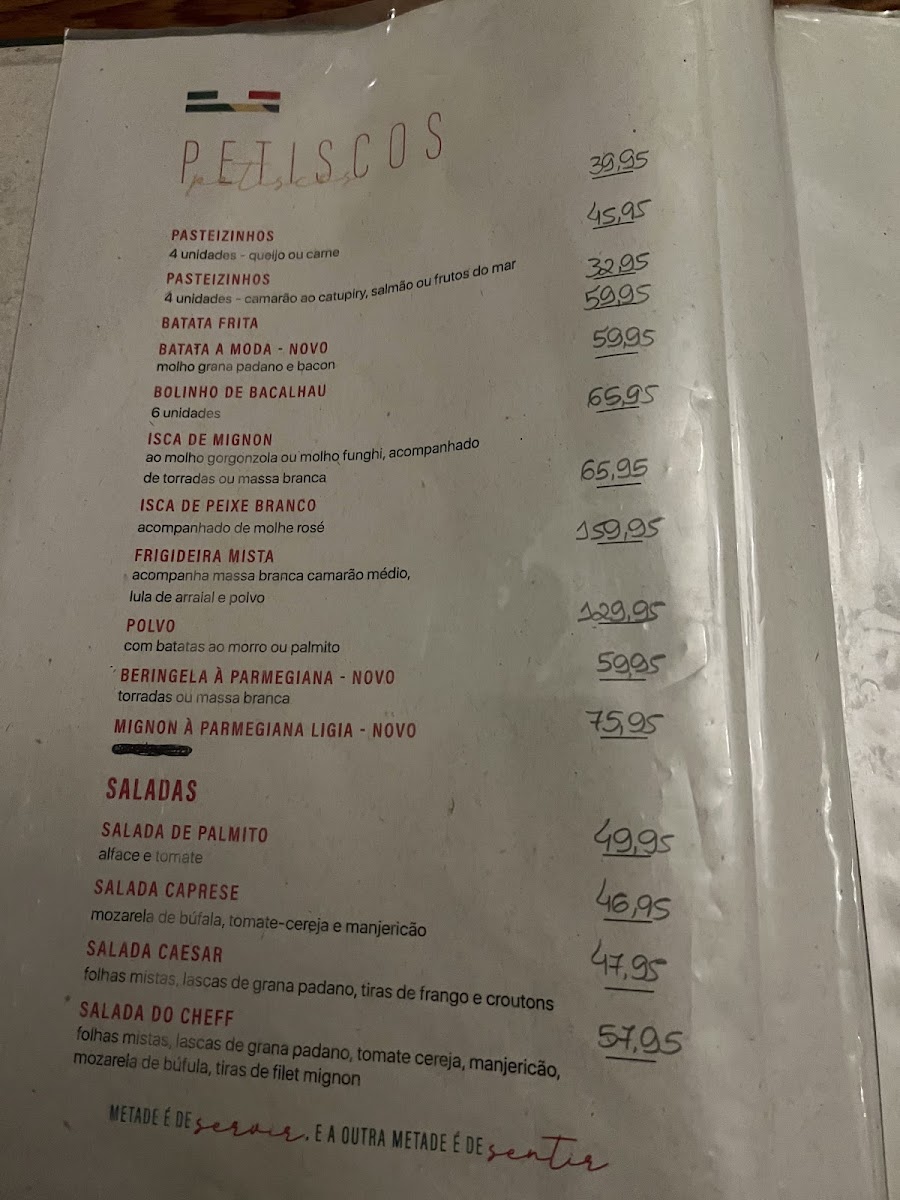 PETISCOS
petiscos
39,95
PASTEIZINHOS
4 unidades - queijo ou carne
45,95
PASTEIZINHOS
4 unidades - camarão ao catupiry, salmão ou frutos do mar
32,95
BATATA FRITA
59,95
BATATA A MODA - NOVO
molho grana padano e bacon
59,95
BOLINHO DE BACALHAU
6 unidades
65,95
ISCA DE MIGNON
ao molho gorgonzola ou molho funghi, acompanhado
de torradas ou massa branca
65,95
ISCA DE PEIXE BRANCO
acompanhado de molhe rosé
159,95
FRIGIDEIRA MISTA
acompanha massa branca camarão médio,
lula de arraial e polvo
129,95
POLVO
com batatas ao morro ou palmito
59,95
BERINGELA À PARMEGIANA - NOVO
torradas ou massa branca
75,95
MIGNON À PARMEGIANA LIGIA - NOVO
SALADAS
SALADA DE PALMITO 49,95
alface e tomate
SALADA CAPRESE 46,95
mozarela de búfala, tomate-cereja e manjericão
SALADA CAESAR 47,95
folhas mistas, lascas de grana padano, tiras de frango e croutons
SALADA DO CHEFF 57,95
folhas mistas, lascas de grana padano, tomate cereja, manjericão,
mozarela de búfula, tiras de filet mignon
METADE É DE servir, E A OUTRA METADE É DE sentir